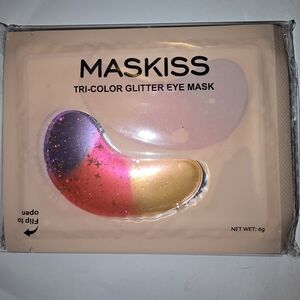 MASKISS
TRI-COLOR GLITTER EYE MASK
Flip to
open
NET WET: 6g